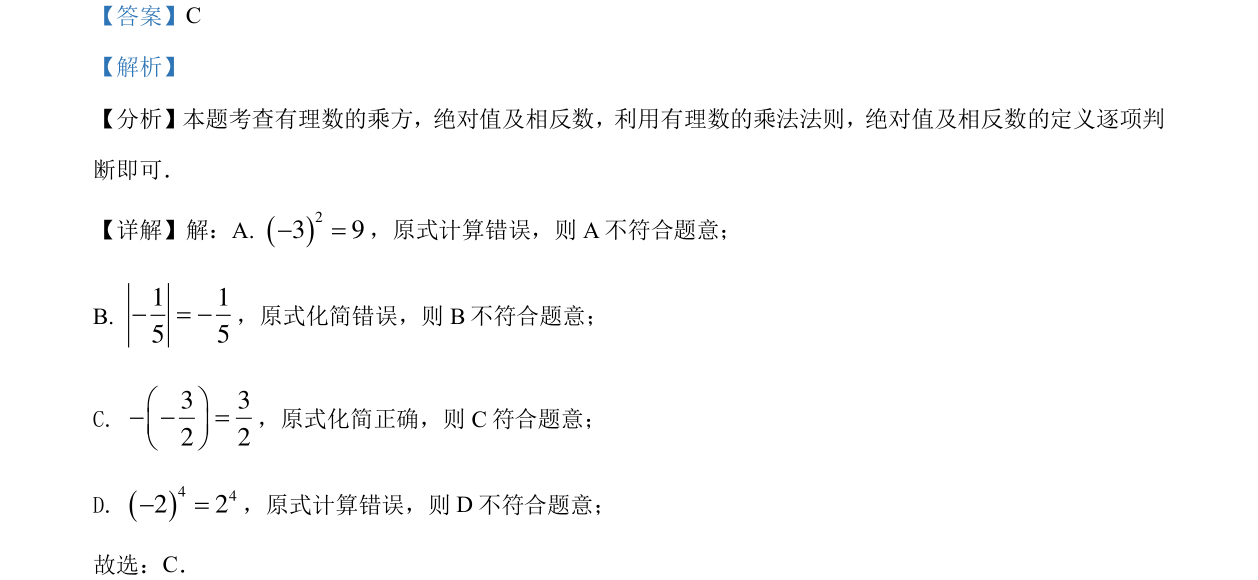 【答案】C
【解析】
【分析】本题考查有理数的乘方，绝对值及相反数，利用有理数的乘法法则，绝对值及相反数的定义逐项判
断即可．
【详解】解：A. (−3)² = 9，原式计算错误，则 A 不符合题意；
B. |−1/5| = −1/5，原式化简错误，则 B 不符合题意；
C. −(−3/2) = 3/2，原式化简正确，则 C 符合题意；
D. (−2)⁴ = 2⁴，原式计算错误，则 D 不符合题意；
故选：C．